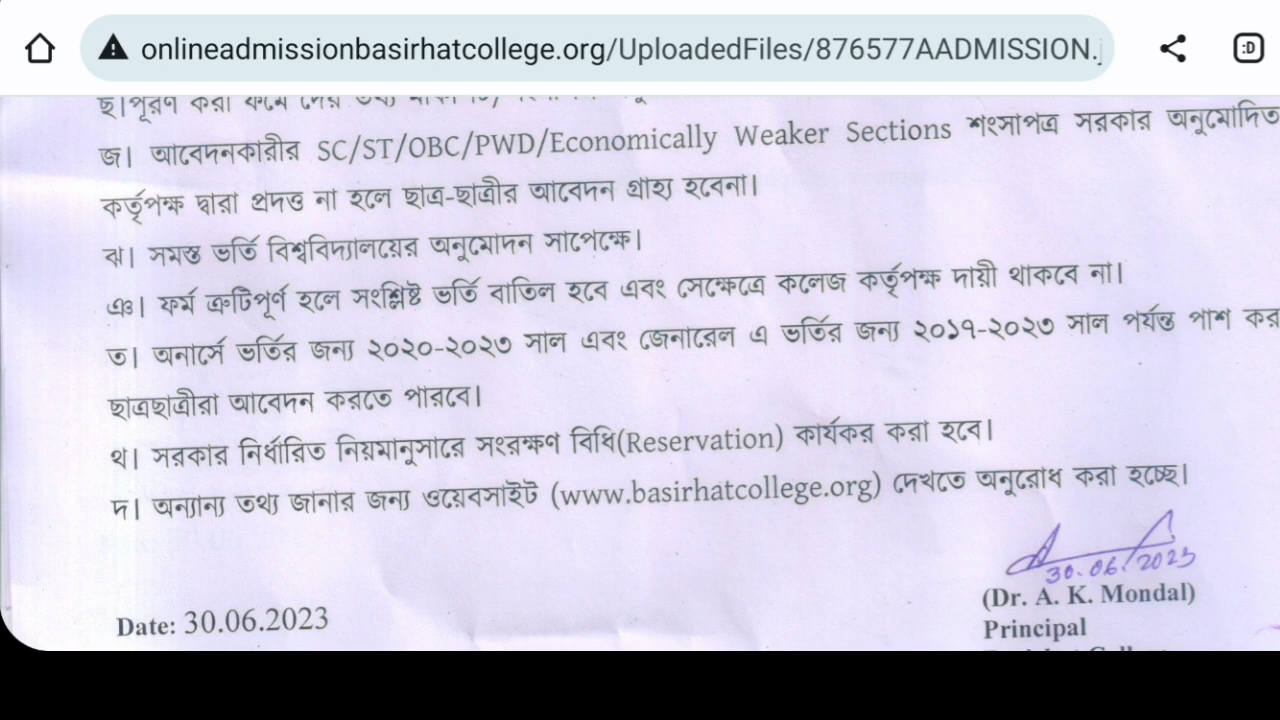 onlineadmissionbasirhatcollege.org/UploadedFiles/876577AADMISSION.j
:D
ছ।পূরণ করা ফর্মে
জ। আবেদনকারীর SC/ST/OBC/PWD/Economically Weaker Sections শংসাপত্র সরকার অনুমোদিত
কর্তৃপক্ষ দ্বারা প্রদত্ত না হলে ছাত্র-ছাত্রীর আবেদন গ্রাহ্য হবেনা।
ঝ। সমস্ত ভর্তি বিশ্ববিদ্যালয়ের অনুমোদন সাপেক্ষে।
ঞ। ফর্ম ত্রুটিপূর্ণ হলে সংশ্লিষ্ট ভর্তি বাতিল হবে এবং সেক্ষেত্রে কলেজ কর্তৃপক্ষ দায়ী থাকবে না।
ত। অনার্সে ভর্তির জন্য ২০২০-২০২৩ সাল এবং জেনারেল এ ভর্তির জন্য ২০১৭-২০২৩ সাল পর্যন্ত পাশ কর
ছাত্রছাত্রীরা আবেদন করতে পারবে।
থ। সরকার নির্ধারিত নিয়মানুসারে সংরক্ষণ বিধি(Reservation) কার্যকর করা হবে।
দ। অন্যান্য তথ্য জানার জন্য ওয়েবসাইট (www.basirhatcollege.org) দেখতে অনুরোধ করা হচ্ছে।
30.06.2023
(Dr. A. K. Mondal)
Date: 30.06.2023
Principal